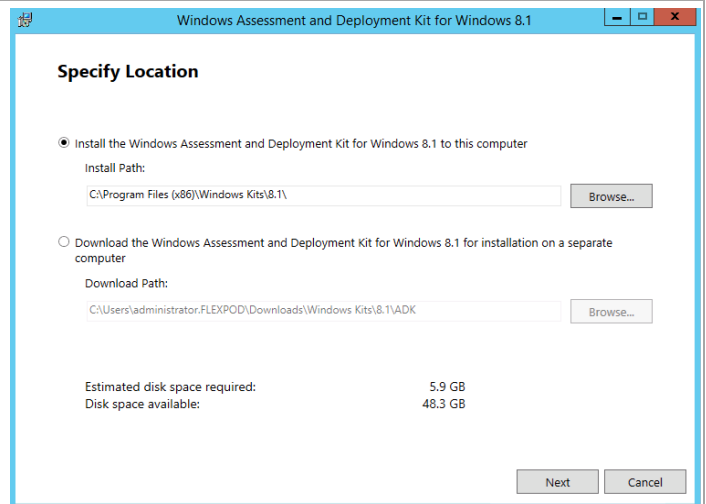 Windows Assessment and Deployment Kit for Windows 8.1
Specify Location
Install the Windows Assessment and Deployment Kit for Windows 8.1 to this computer
Install Path:
C:\Program Files (x86)\Windows Kits\8.1\
Browse...
Download the Windows Assessment and Deployment Kit for Windows 8.1 for installation on a separate
computer
Download Path:
C:\Users\administrator.FLEXPOD\Downloads\Windows Kits\8.1\ADK
Browse...
Estimated disk space required: 5.9 GB
Disk space available: 48.3 GB
Next Cancel